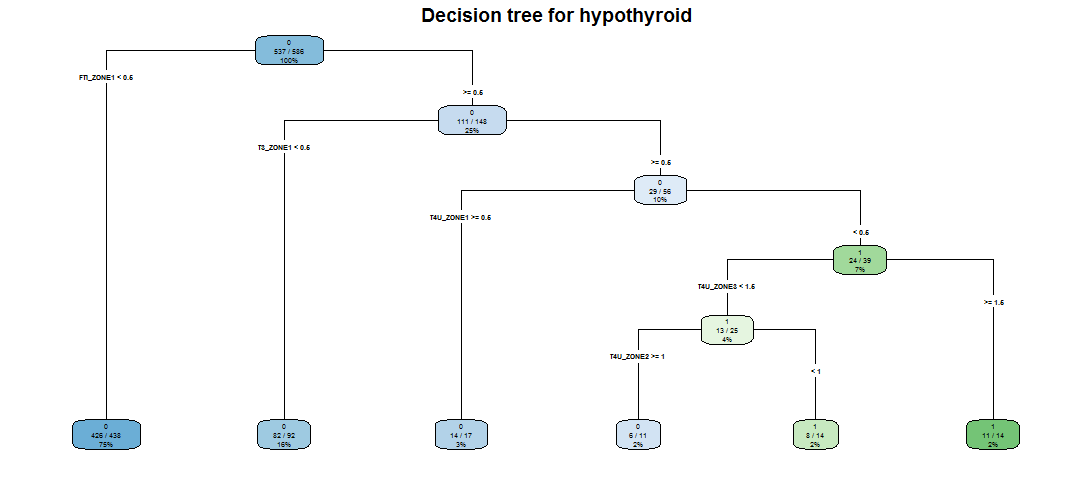 Decision tree for hypothyroid
0
537 / 586
100%
FTI_ZONE1 < 0.5
>= 0.5
0
111 / 148
25%
T3_ZONE1 < 0.5
>= 0.5
0
29 / 56
10%
T4U_ZONE1 >= 0.5
< 0.5
1
24 / 39
7%
T4U_ZONE3 < 1.5
>= 1.5
1
13 / 25
4%
T4U_ZONE2 >= 1
< 1
0
426 / 438
75%
0
82 / 92
16%
0
14 / 17
3%
0
6 / 11
2%
1
8 / 14
2%
1
11 / 14
2%